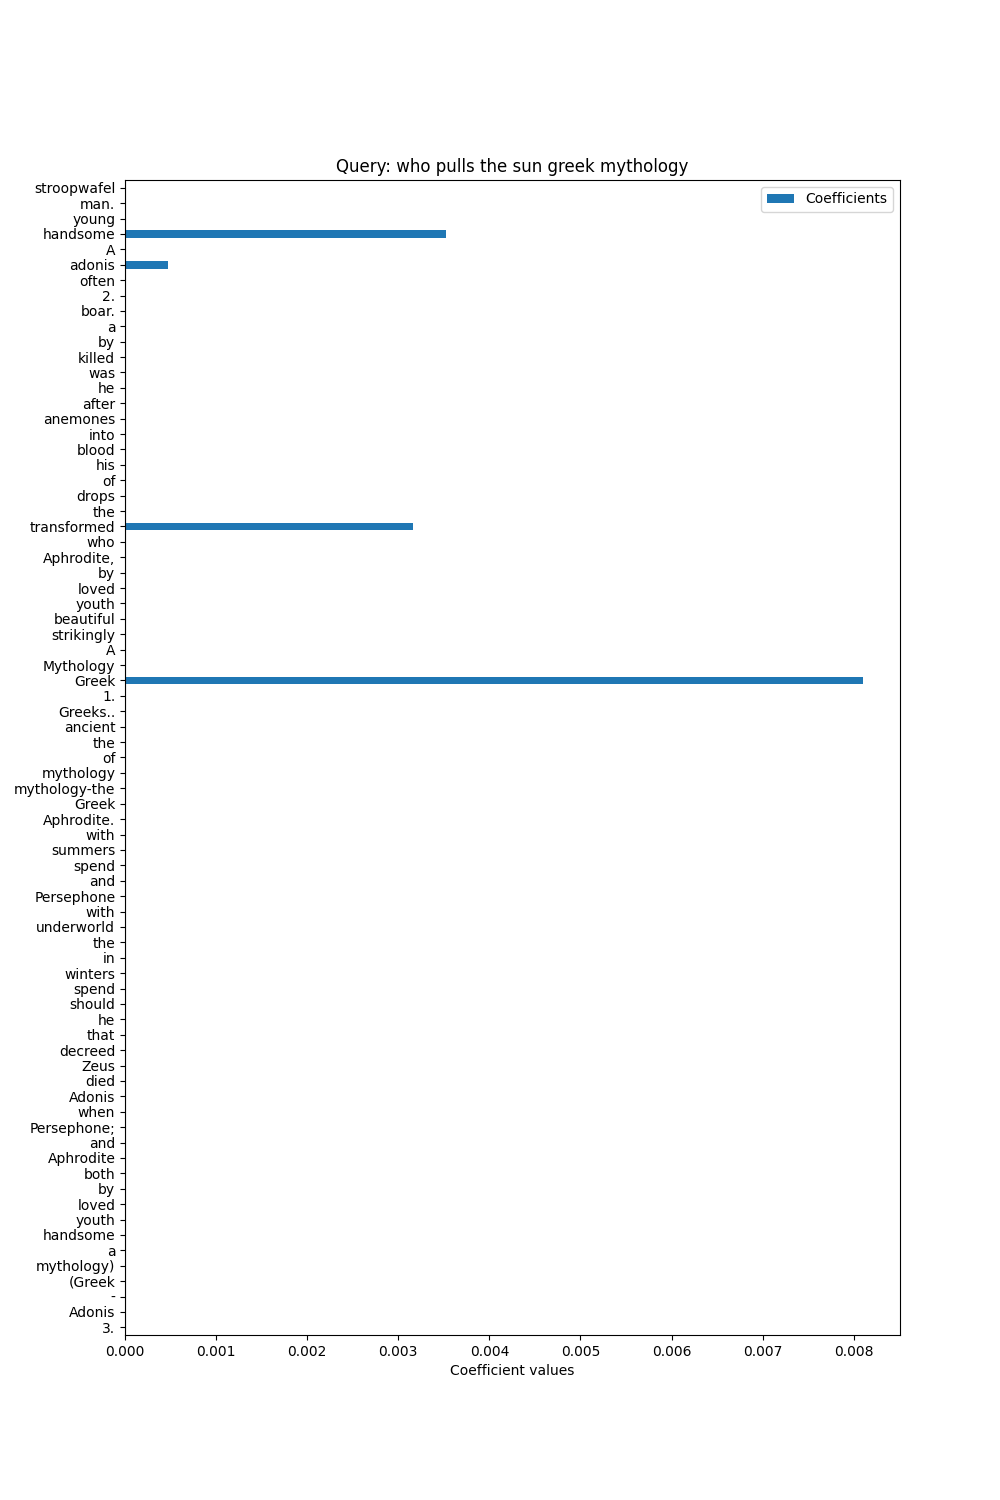 Query: who pulls the sun greek mythology
Coefficients
stroopwafel
man.
young
handsome
A
adonis
often
2.
boar.
a
by
killed
was
he
after
anemones
into
blood
his
of
drops
the
transformed
who
Aphrodite,
by
loved
youth
beautiful
strikingly
A
Mythology
Greek
1.
Greeks..
ancient
the
of
mythology
mythology-the
Greek
Aphrodite.
with
summers
spend
and
Persephone
with
underworld
the
in
winters
spend
should
he
that
decreed
Zeus
died
Adonis
when
Persephone;
and
Aphrodite
both
by
loved
youth
handsome
a
mythology)
(Greek
-
Adonis
3.
0.000 0.001 0.002 0.003 0.004 0.005 0.006 0.007 0.008
Coefficient values